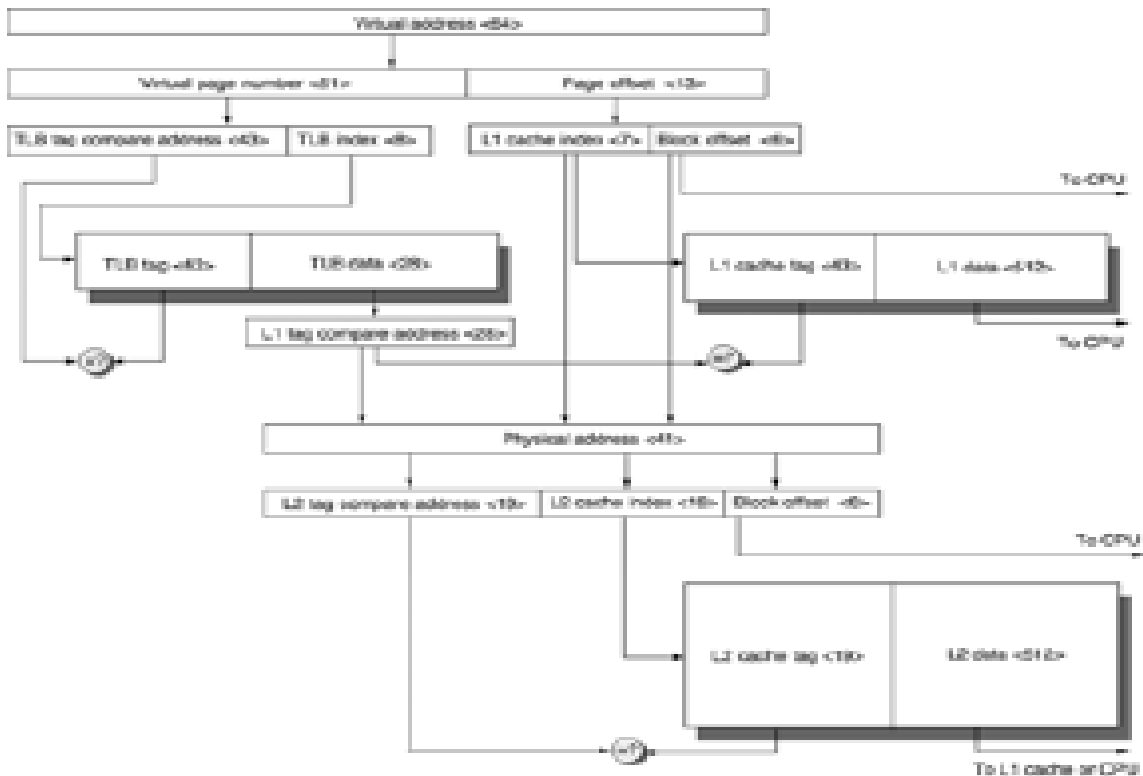 Virtual address <64>
Virtual page number <51>
Page offset <13>
TLB tag compare address <43>
TLB index <8>
L1 cache index <7>
Block offset <6>
To CPU
TLB tag <43>
TLB data <28>
L1 cache tag <43>
L1 data <512>
L1 tag compare address <28>
To CPU
=?
=?
Physical address <41>
L2 tag compare address <19>
L2 cache index <16>
Block offset <6>
To CPU
L2 cache tag <19>
L2 data <512>
=?
To L1 cache or CPU